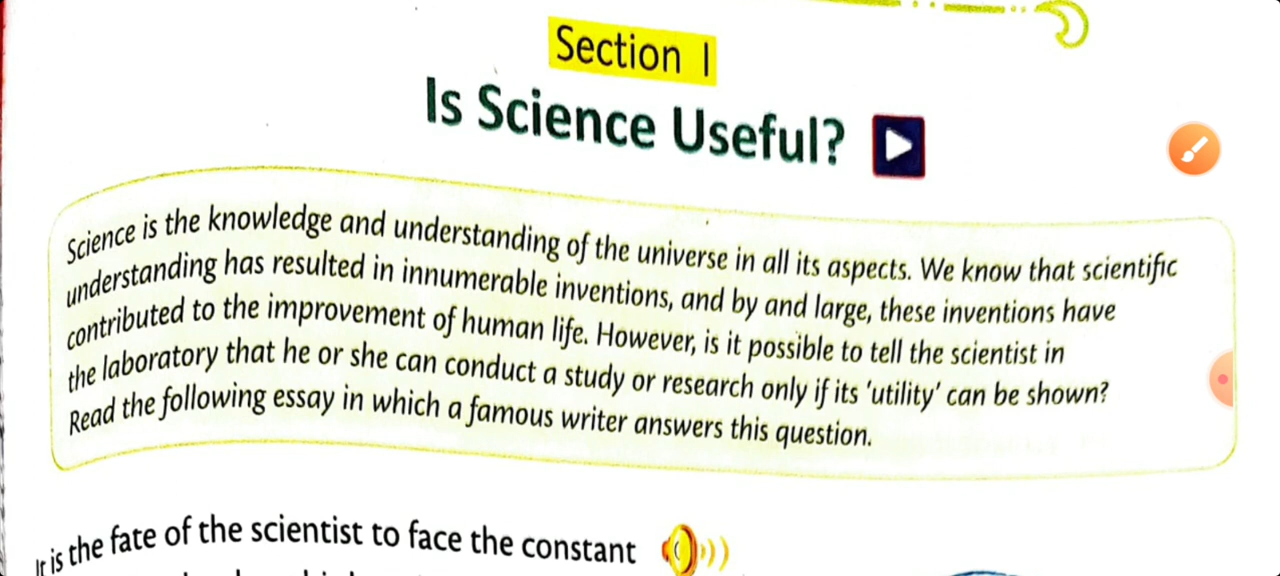 Section I
Is Science Useful?
Science is the knowledge and understanding of the universe in all its aspects. We know that scientific
understanding has resulted in innumerable inventions, and by and large, these inventions have
contributed to the improvement of human life. However, is it possible to tell the scientist in
the laboratory that he or she can conduct a study or research only if its 'utility' can be shown?
Read the following essay in which a famous writer answers this question.
It is the fate of the scientist to face the constant